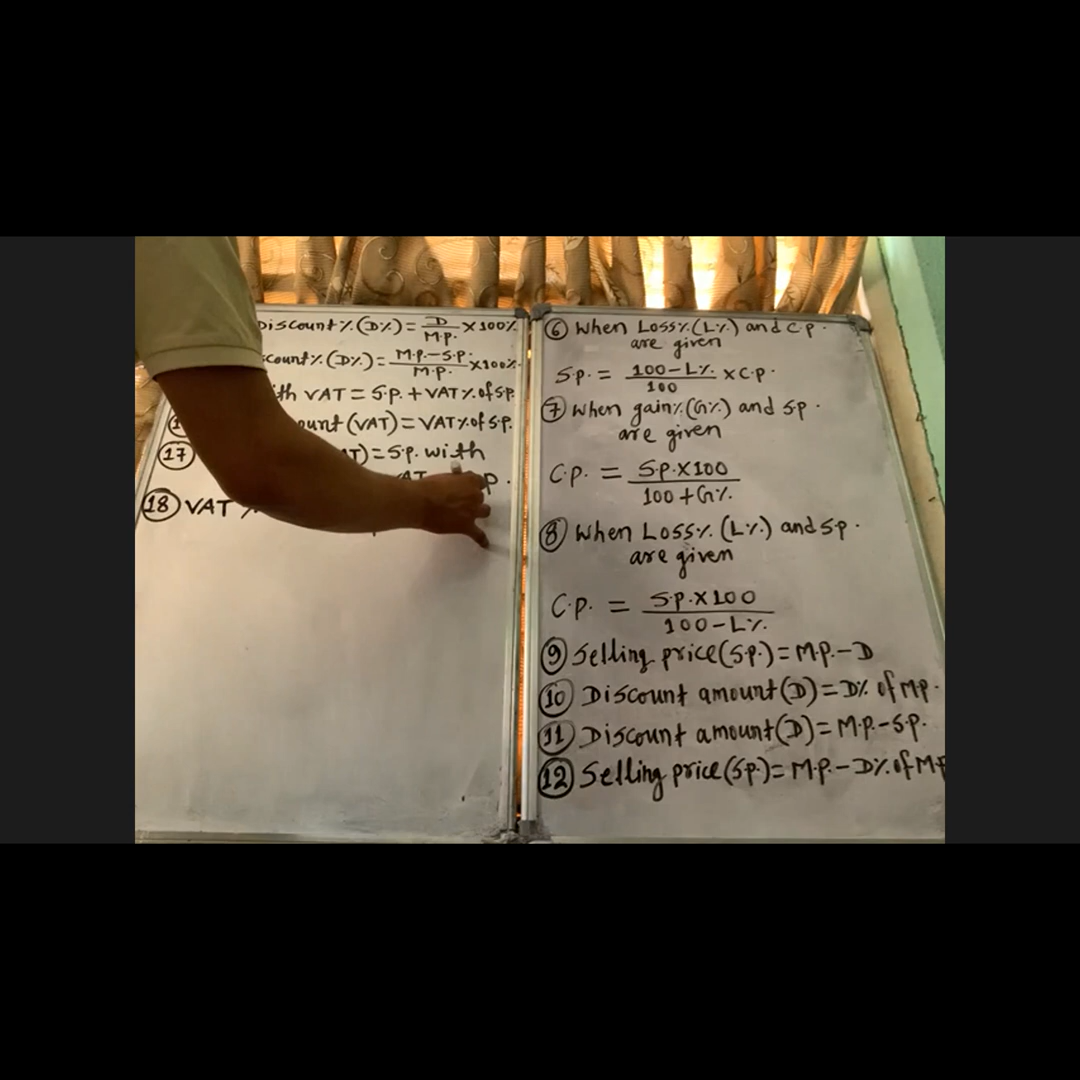 Discount%(D%) = D/M.P. × 100%
count%(D%) = M.P.-S.P./M.P. × 100%
ith VAT = S.P. + VAT% of S.P.
ount (VAT) = VAT% of S.P.
17 T) = S.P. with
AT p.
18 VAT %
6 When Loss%(L%) and C.P.
are given
S.P. = 100-L%/100 × C.P.
7 When gain%(G%) and S.P.
are given
C.P. = S.P.×100/100+G%
8 When Loss%(L%) and S.P.
are given
C.P. = S.P.×100/100-L%
9 Selling price(S.P.) = M.P.-D
10 Discount amount(D) = D% of M.P.
11 Discount amount(D) = M.P.-S.P.
12 Selling price(S.P.) = M.P.-D% of M.P